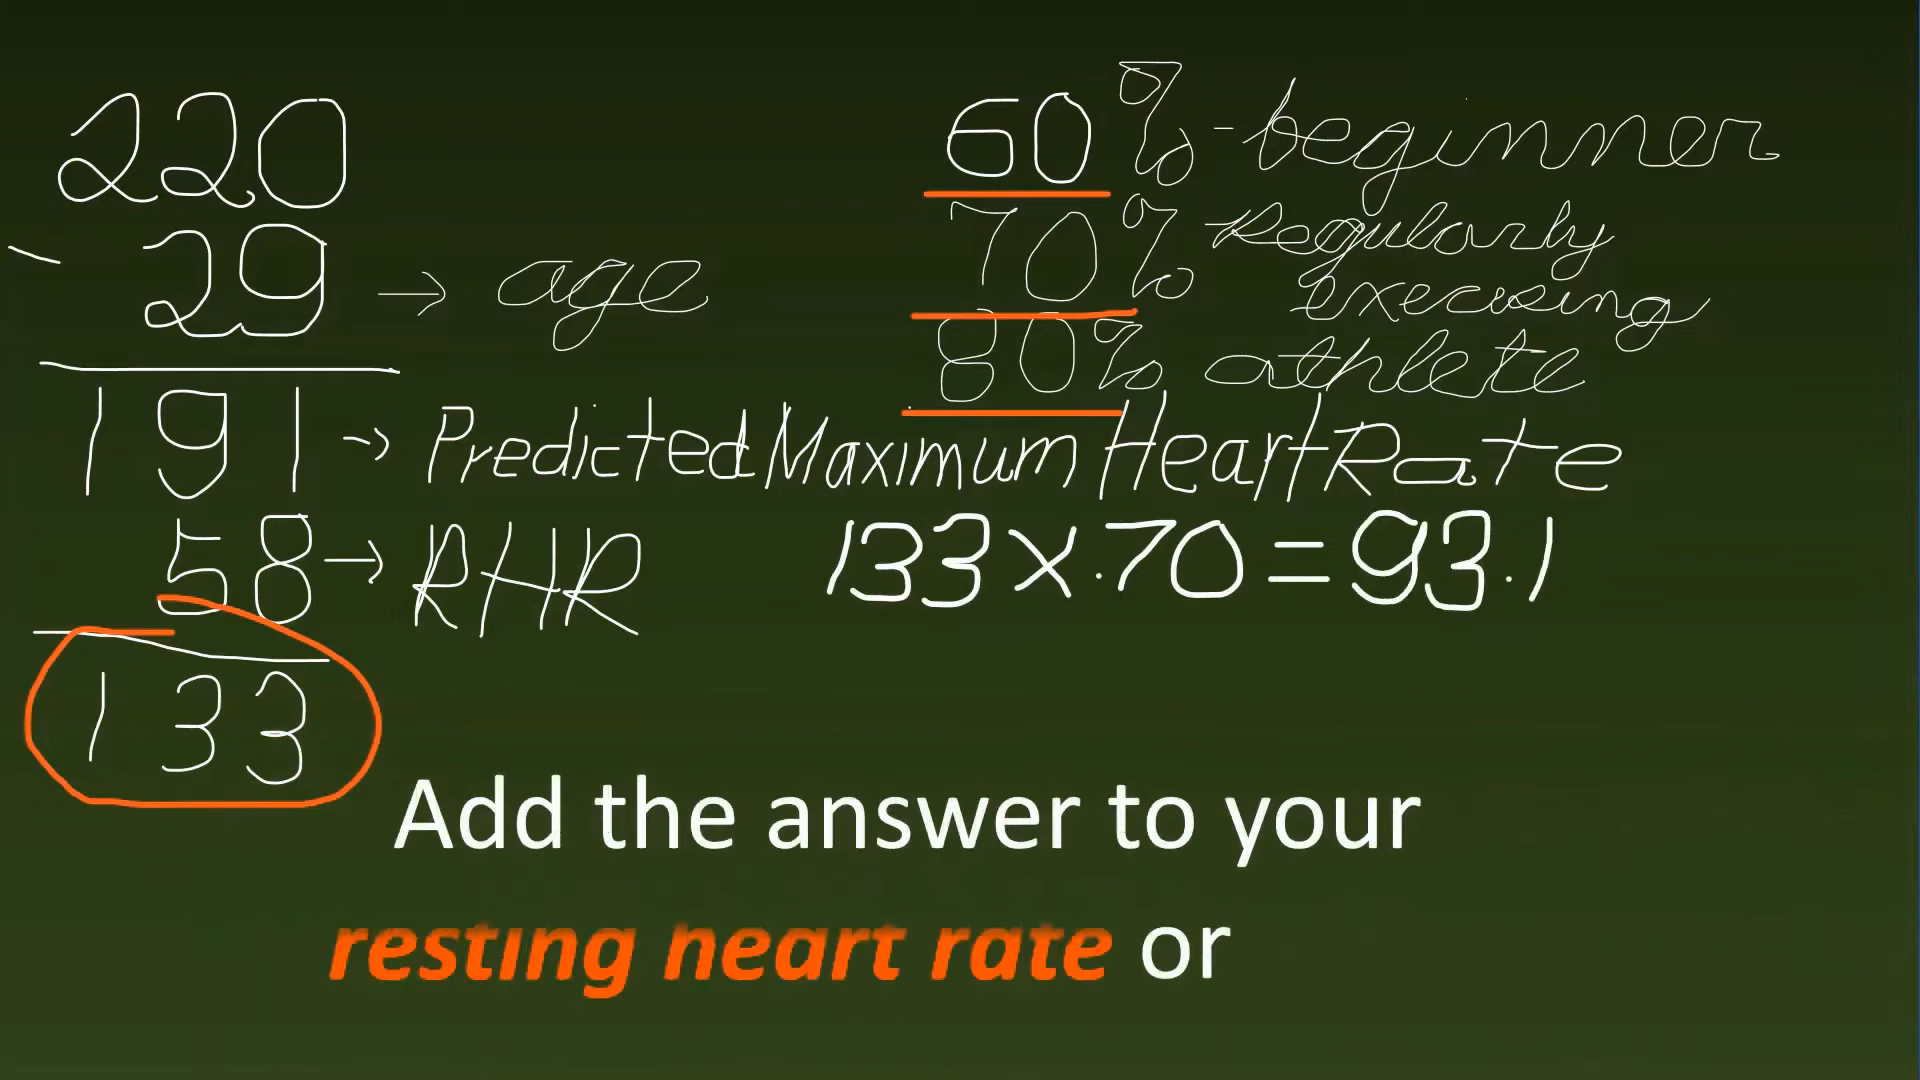 220
- 29 → age
191 → Predicted Maximum Heart Rate
58 → RHR
133
60% - beginner
70% Regularly
execising
80% athlete
133 x .70 = 93.1
Add the answer to your
resting heart rate or